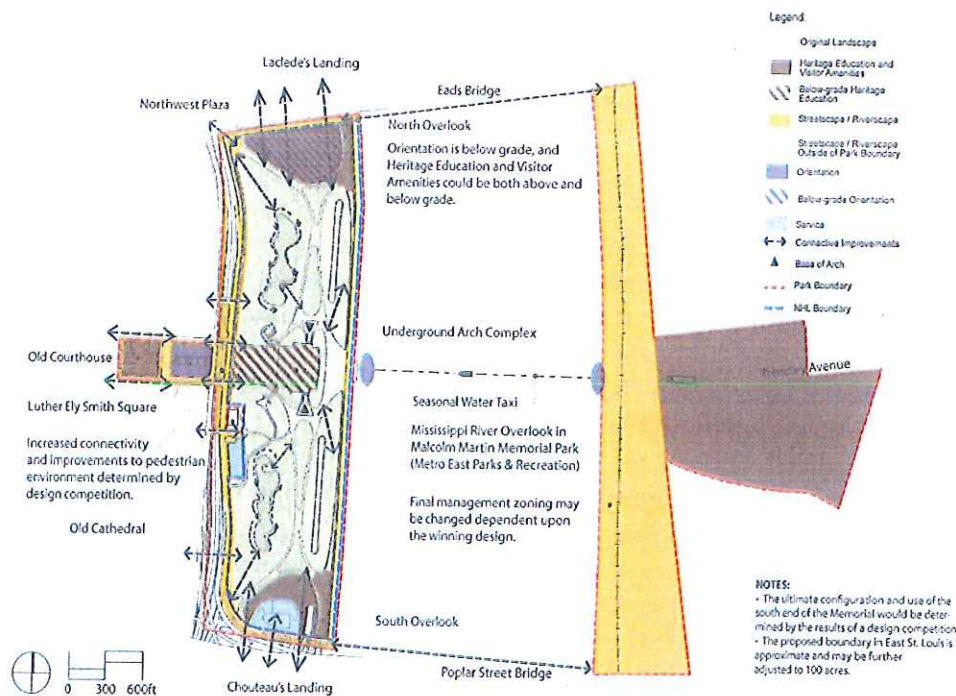 Legend:
Original Landscape
Heritage Education and
Visitor Amenities
Below-grade Heritage
Education
Streetscape / Riverscape
Streetscape / Riverscape
Outside of Park Boundary
Orientation
Below-grade Orientation
Service
Connective Improvements
Base of Arch
Park Boundary
NHL Boundary
Laclede's Landing
Northwest Plaza
Eads Bridge
North Overlook
Orientation is below grade, and
Heritage Education and Visitor
Amenities could be both above and
below grade.
Underground Arch Complex
Old Courthouse
Avenue
Luther Ely Smith Square
Seasonal Water Taxi
Increased connectivity
and improvements to pedestrian
environment determined by
design competition.
Mississippi River Overlook in
Malcolm Martin Memorial Park
(Metro East Parks & Recreation)
Final management zoning may
be changed dependent upon
the winning design.
Old Cathedral
South Overlook
Poplar Street Bridge
Chouteau's Landing
0 300 600ft
NOTES:
• The ultimate configuration and use of the
south end of the Memorial would be deter-
mined by the results of a design competition
• The proposed boundary in East St. Louis is
approximate and may be further
adjusted to 100 acres.